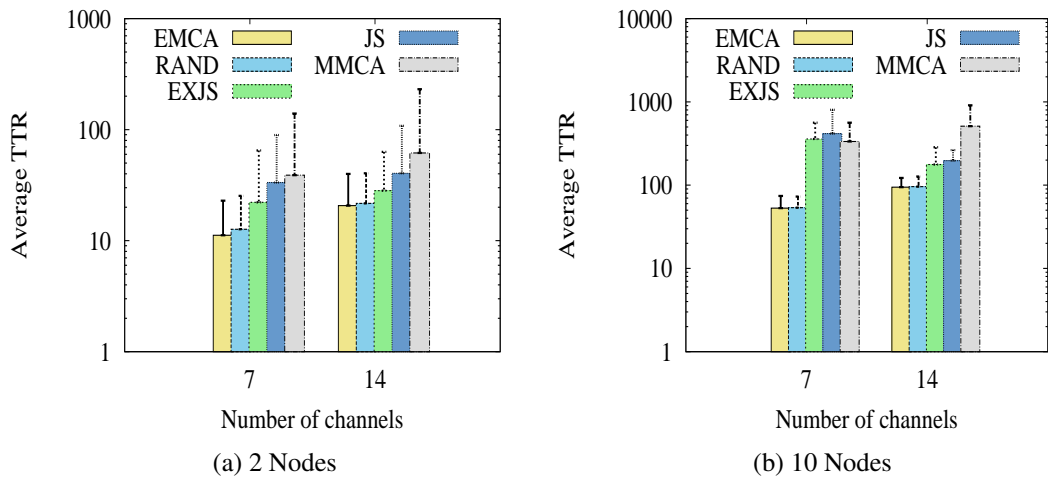 1000
100
10
1
Average TTR
EMCA
RAND
EXJS
JS
MMCA
7
14
Number of channels
(a) 2 Nodes
10000
1000
100
10
1
Average TTR
EMCA
RAND
EXJS
JS
MMCA
7
14
Number of channels
(b) 10 Nodes